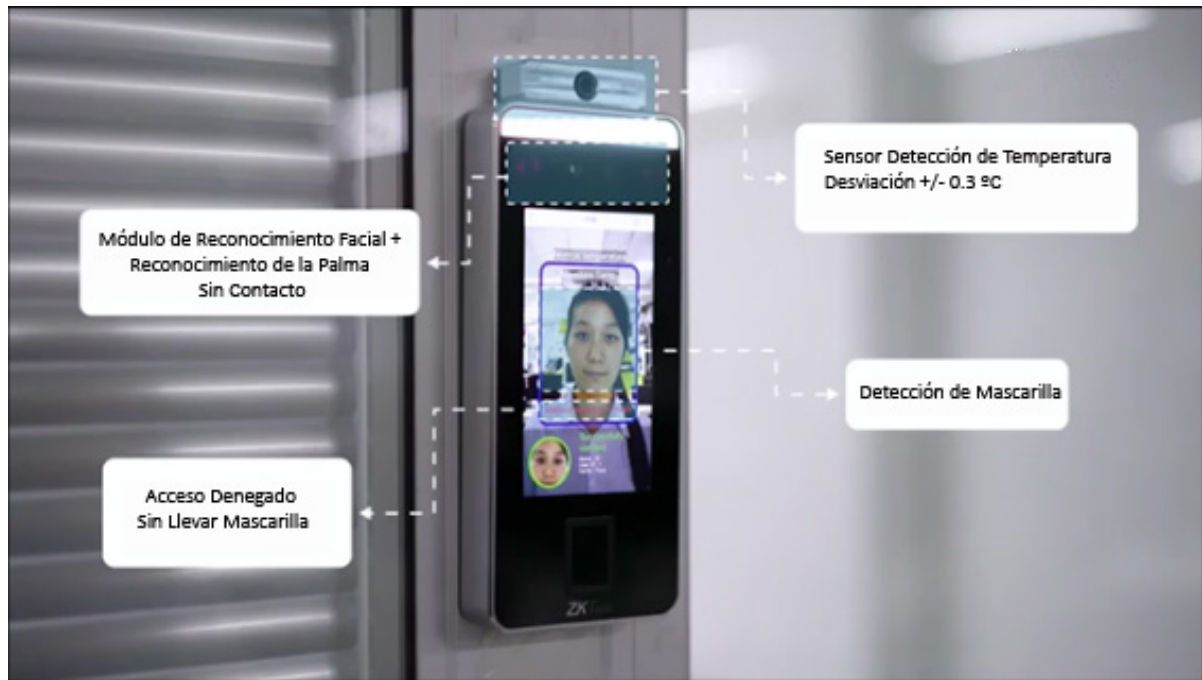 Sensor Detección de Temperatura
Desviación +/- 0.3 ºC
Módulo de Reconocimiento Facial +
Reconocimiento de la Palma
Sin Contacto
Detección de Mascarilla
Acceso Denegado
Sin Llevar Mascarilla
ZKTeco